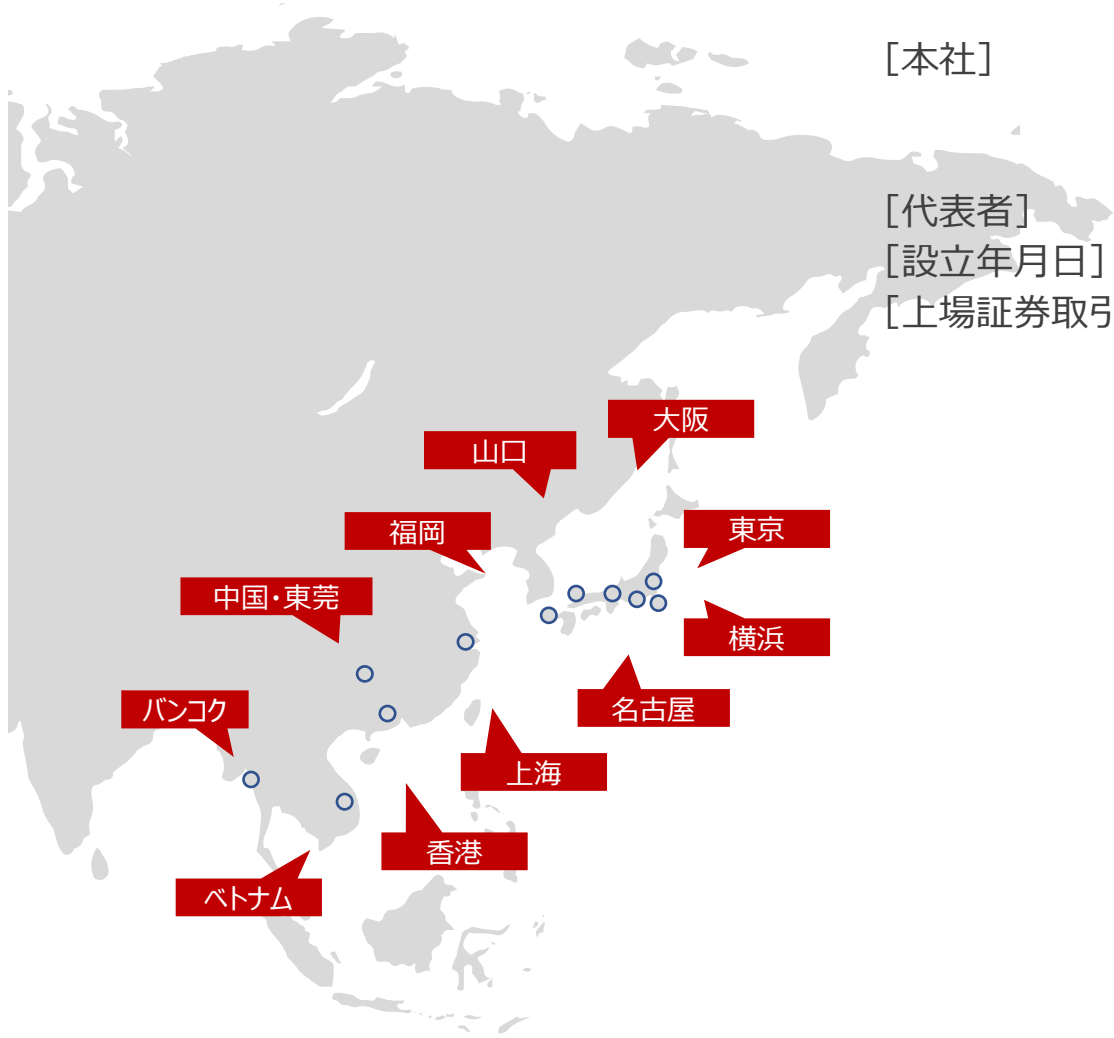 [本社]
[代表者]
[設立年月日]
[上場証券取引
大阪
山口
東京
福岡
中国・東莞
横浜
バンコク
名古屋
上海
香港
ベトナム